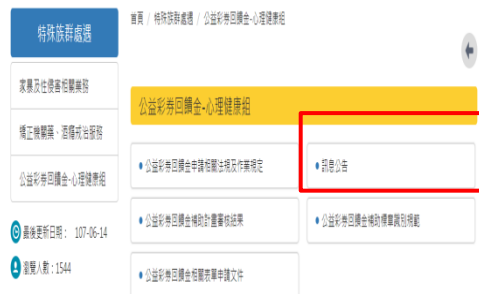 首頁 / 特殊族群處遇 / 公益彩券回饋金-心理健康組
特殊族群處遇
家暴及性侵害相關業務
矯正機關藥、酒癮戒治服務
公益彩券回饋金-心理健康組
最後更新日期： 107-06-14
瀏覽人數：1544
公益彩券回饋金-心理健康組
公益彩券回饋金申請相關法規及作業規定
訊息公告
公益彩券回饋金補助計畫審核結果
公益彩券回饋金補助標章識別規範
公益彩券回饋金相關表單申請文件